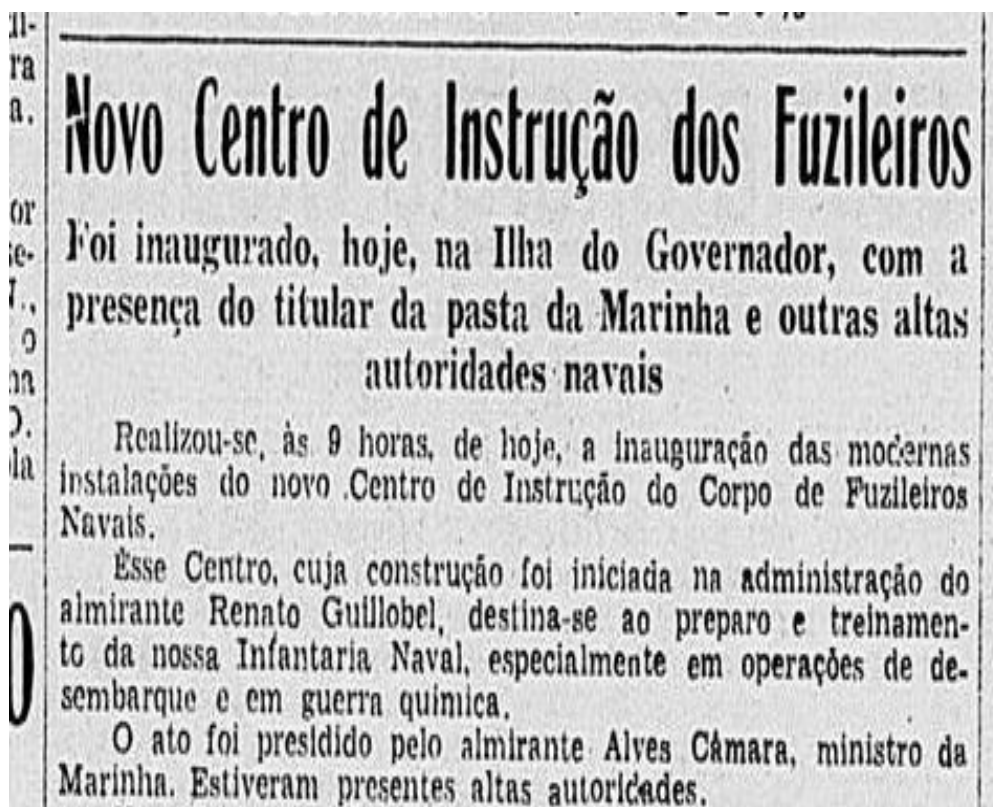 Novo Centro de Instrução dos Fuzileiros
Foi inaugurado, hoje, na Ilha do Governador, com a
presença do titular da pasta da Marinha e outras altas
autoridades navais
Realizou-se, às 9 horas, de hoje, a inauguração das modernas
instalações do novo Centro de Instrução do Corpo de Fuzileiros
Navais.
Êsse Centro, cuja construção foi iniciada na administração do
almirante Renato Guillobel, destina-se ao preparo e treinamen-
to da nossa Infantaria Naval, especialmente em operações de de-
sembarque e em guerra quimica.
O ato foi presidido pelo almirante Alves Câmara, ministro da
Marinha. Estiveram presentes altas autoridades.